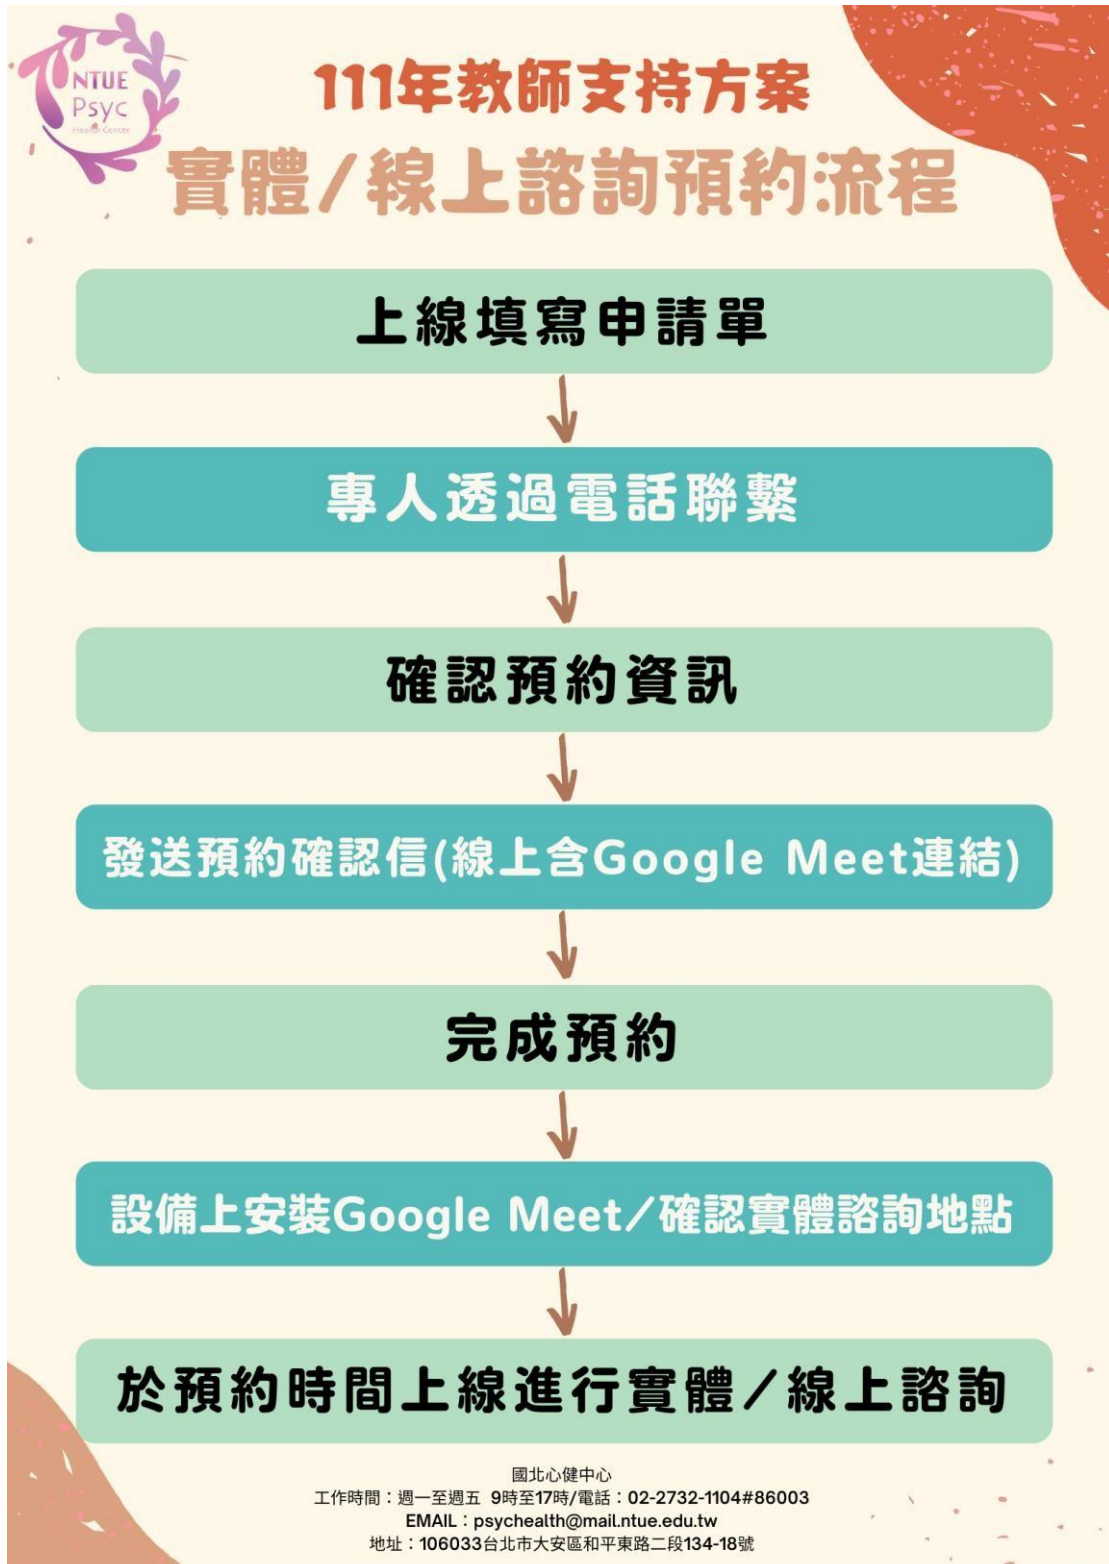 NTUE
Psyc
Health Center
111年教師支持方案
實體/線上諮詢預約流程
上線填寫申請單
專人透過電話聯繫
確認預約資訊
發送預約確認信(線上含Google Meet連結)
完成預約
設備上安裝Google Meet/確認實體諮詢地點
於預約時間上線進行實體/線上諮詢
國北心健中心
工作時間：週一至週五 9時至17時/電話：02-2732-1104#86003
EMAIL：psychealth@mail.ntue.edu.tw
地址：106033台北市大安區和平東路二段134-18號